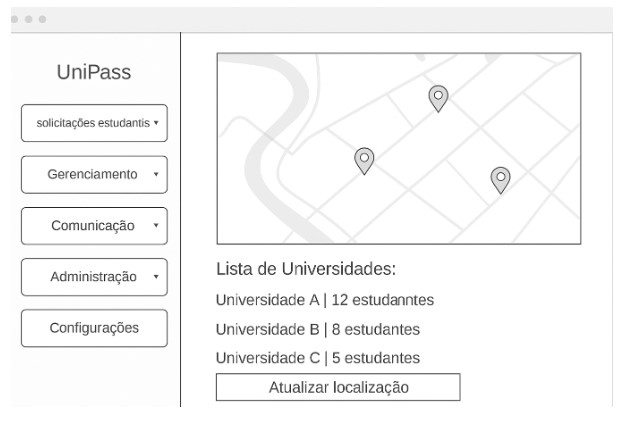 UniPass
solicitações estudantis
Gerenciamento
Comunicação
Administração
Configurações
Lista de Universidades:
Universidade A | 12 estudanntes
Universidade B | 8 estudantes
Universidade C | 5 estudantes
Atualizar localização